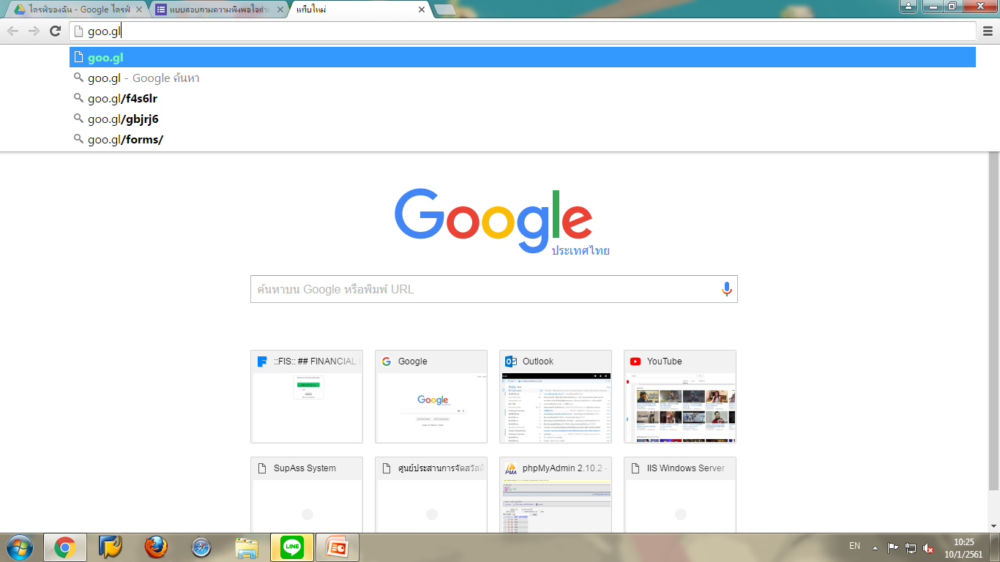 ไดรฟ์ของฉัน - Google ไดรฟ์
แบบสอบถามความพึงพอใจสำห
แท็บใหม่
goo.gl
goo.gl
goo.gl - Google ค้นหา
goo.gl/f4s6lr
goo.gl/gbjrj6
goo.gl/forms/
Google
ประเทศไทย
ค้นหาบน Google หรือพิมพ์ URL
::FIS:: ## FINANCIAL
Google
Outlook
YouTube
Google
SupAss System
ศูนย์ประสานการจัดสวัสดิ
PMA
phpMyAdmin 2.10.2 -
IIS Windows Server
LINE
EN
10:25
10/1/2561